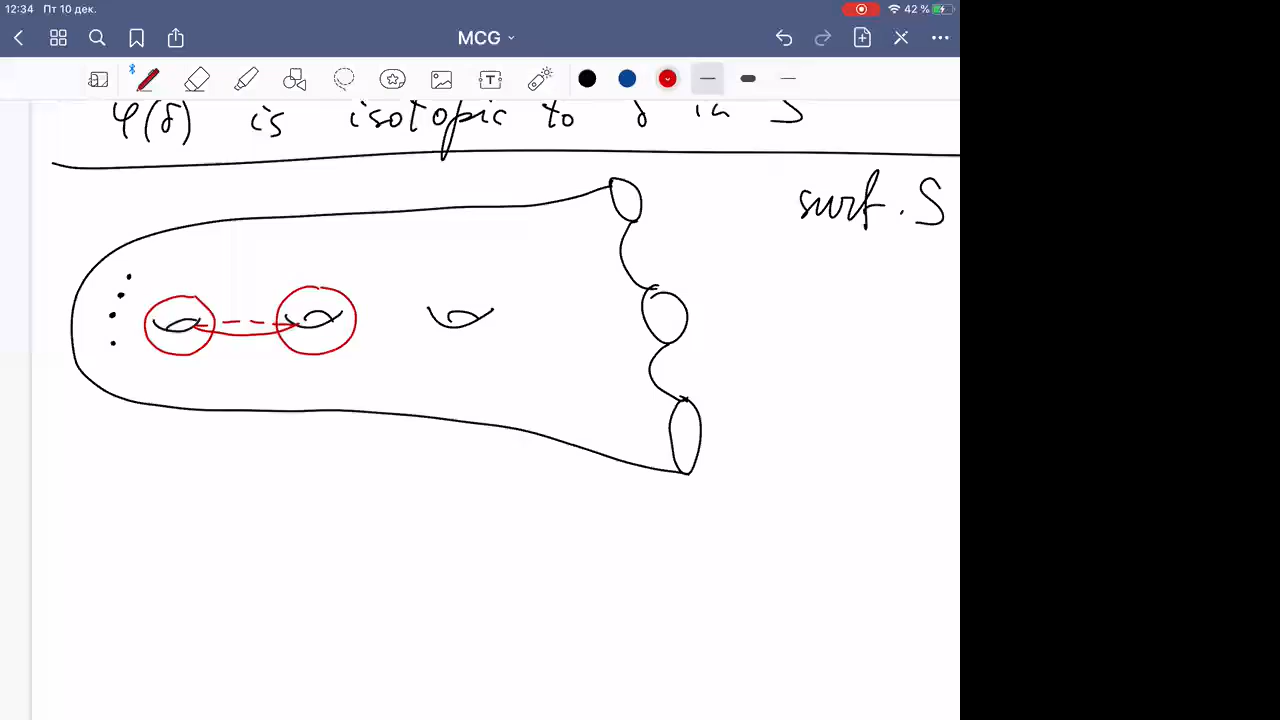 12:34 Пт 10 дек. 42 %
MCG
φ(δ) is isotopic to δ in S
surf. S